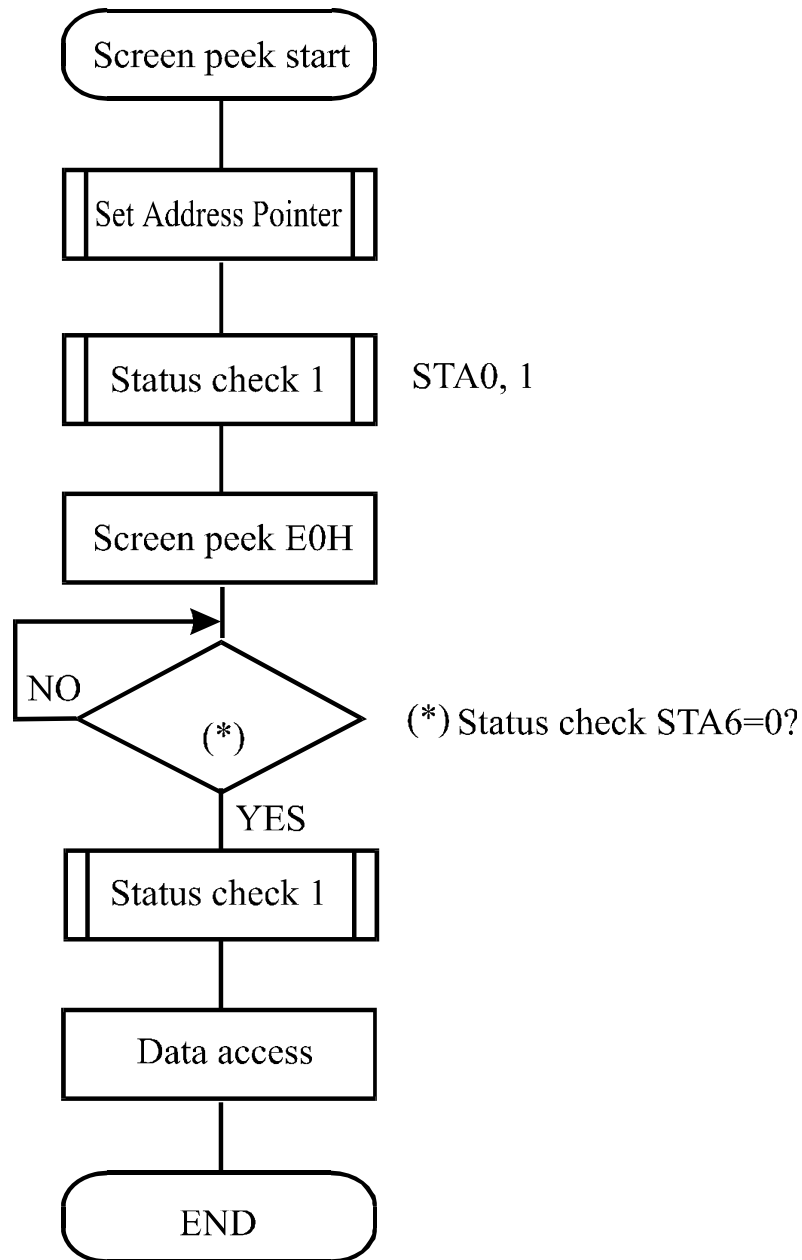 Screen peek start
Set Address Pointer
Status check 1
STA0, 1
Screen peek E0H
NO
(*)
(*) Status check STA6=0?
YES
Status check 1
Data access
END